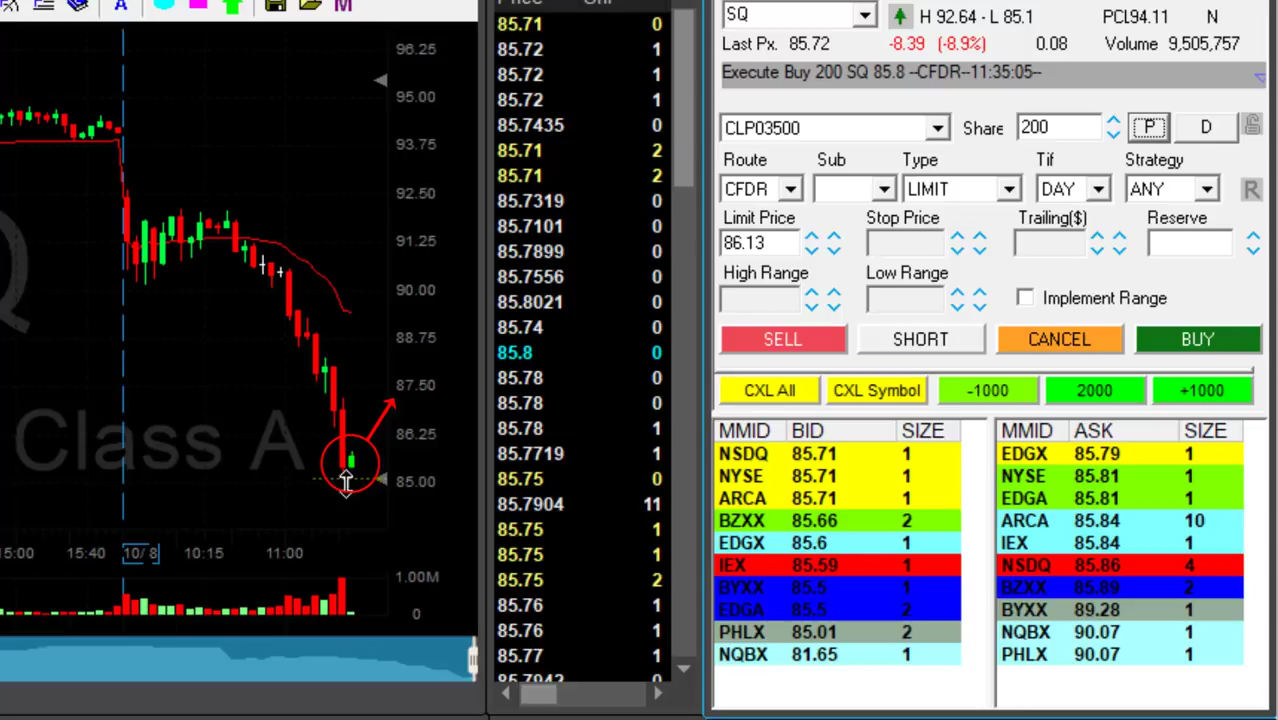 A
M
96.25
95.00
93.75
92.50
91.25
90.00
88.75
87.50
86.25
85.00
Class A
15:00 15:40 10/ 8 10:15 11:00
1.00M
0
85.71 0
85.72 1
85.72 1
85.72 1
85.7435 0
85.71 2
85.71 2
85.7319 0
85.7101 0
85.7899 0
85.7556 0
85.8021 0
85.74 0
85.8 0
85.78 0
85.78 0
85.78 1
85.7719 1
85.75 0
85.7904 11
85.75 1
85.75 1
85.75 2
85.76 1
85.76 1
85.77 1
85.7942 0
SQ H 92.64 - L 85.1 PCL94.11 N
Last Px. 85.72 -8.39 (-8.9%) 0.08 Volume 9,505,757
Execute Buy 200 SQ 85.8 --CFDR--11:35:05--
CLP03500 Share 200 P D
Route Sub Type Tif Strategy
CFDR LIMIT DAY ANY R
Limit Price Stop Price Trailing($) Reserve
86.13
High Range Low Range
Implement Range
SELL SHORT CANCEL BUY
CXL All CXL Symbol -1000 2000 +1000
MMID BID SIZE MMID ASK SIZE
NSDQ 85.71 1 EDGX 85.79 1
NYSE 85.71 1 NYSE 85.81 1
ARCA 85.71 1 EDGA 85.81 1
BZXX 85.66 2 ARCA 85.84 10
EDGX 85.6 1 IEX 85.84 1
IEX 85.59 1 NSDQ 85.86 4
BYXX 85.5 1 BZXX 85.89 2
EDGA 85.5 2 BYXX 89.28 1
PHLX 85.01 2 NQBX 90.07 1
NQBX 81.65 1 PHLX 90.07 1